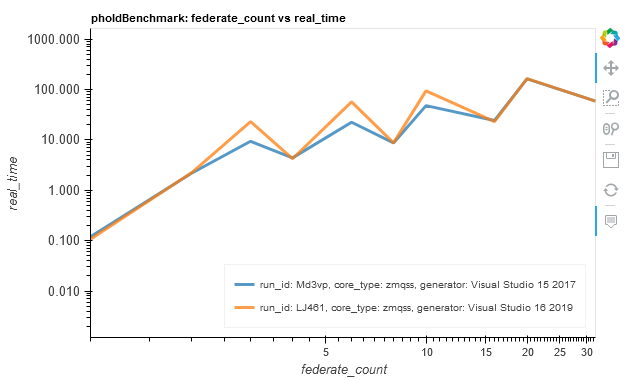 pholdBenchmark: federate_count vs real_time
1000.000
100.000
10.000
1.000
0.100
0.010
real_time
run_id: Md3vp, core_type: zmqss, generator: Visual Studio 15 2017
run_id: LJ461, core_type: zmqss, generator: Visual Studio 16 2019
5 10 15 20 25 30
federate_count